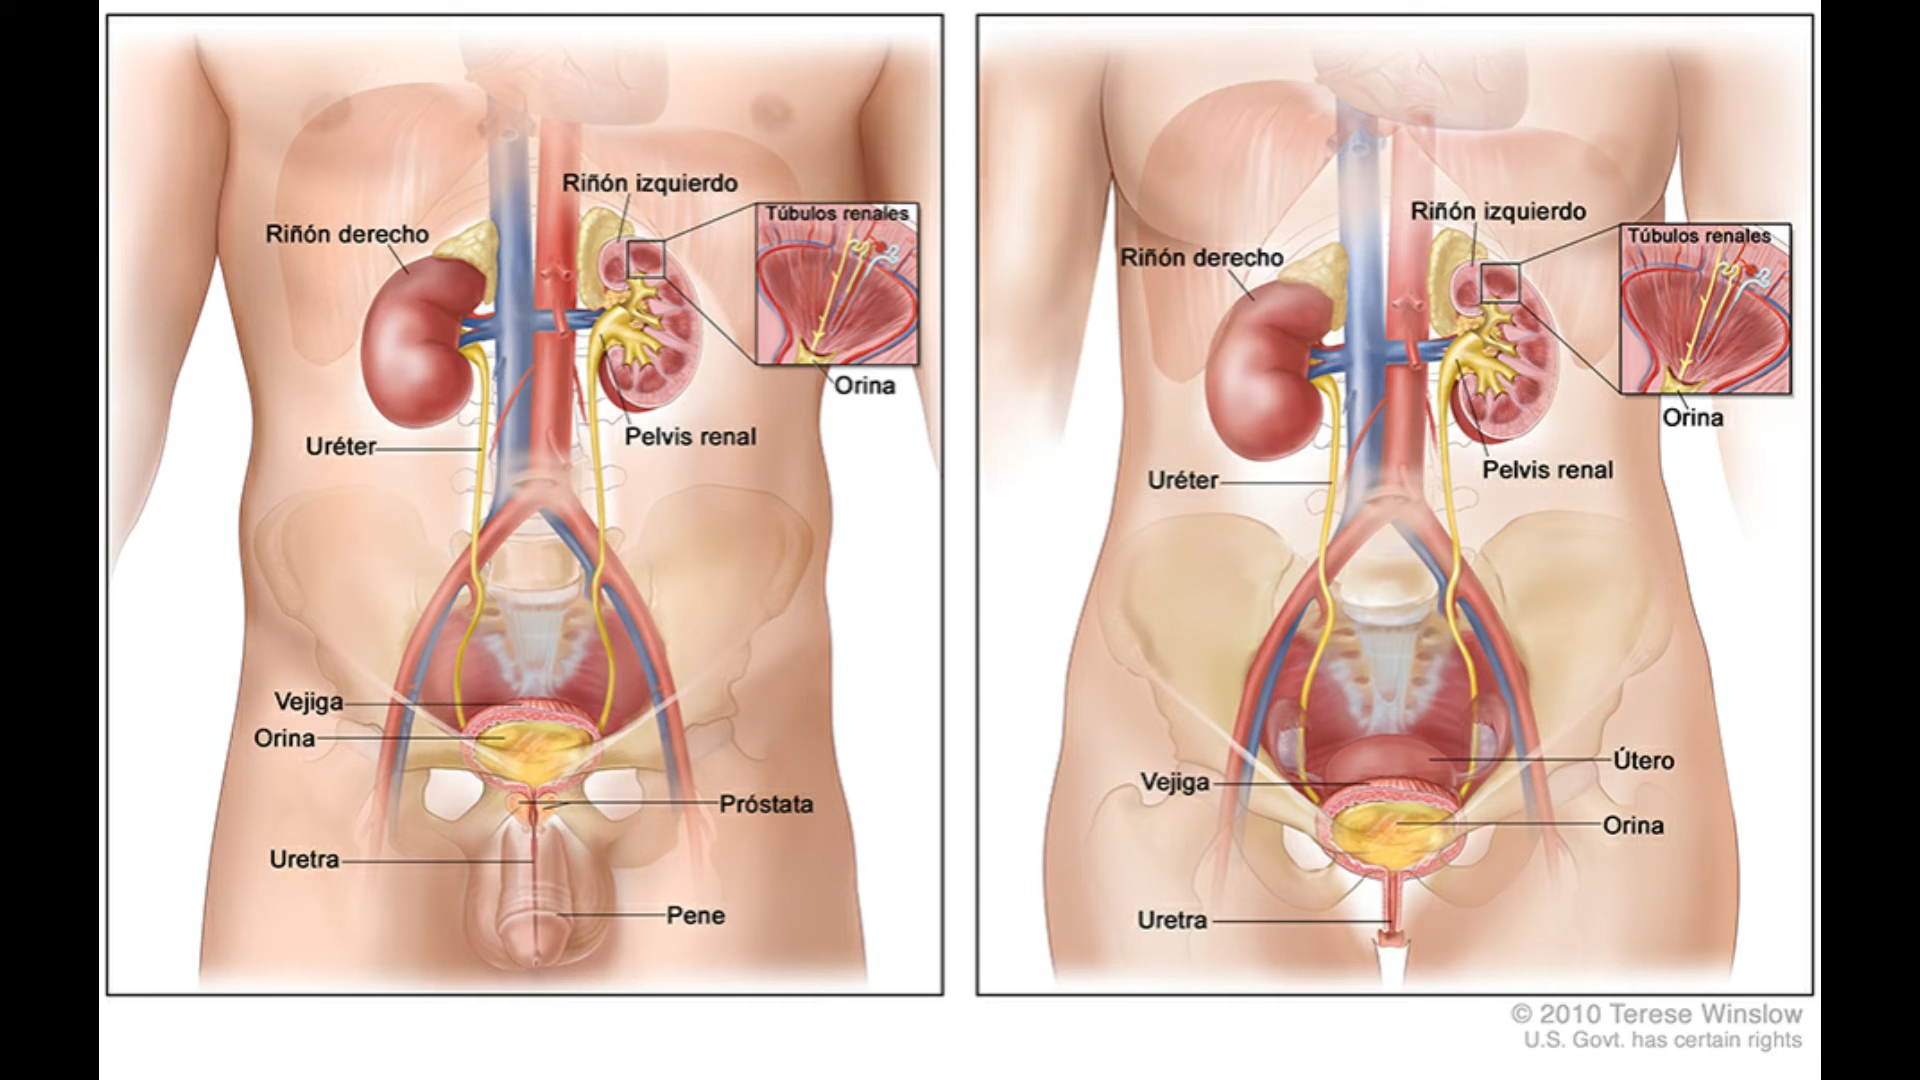 Riñón izquierdo
Túbulos renales
Riñón derecho
Orina
Pelvis renal
Uréter
Vejiga
Orina
Próstata
Uretra
Pene
Riñón izquierdo
Túbulos renales
Riñón derecho
Orina
Pelvis renal
Uréter
Útero
Vejiga
Orina
Uretra
© 2010 Terese Winslow
U.S. Govt. has certain rights